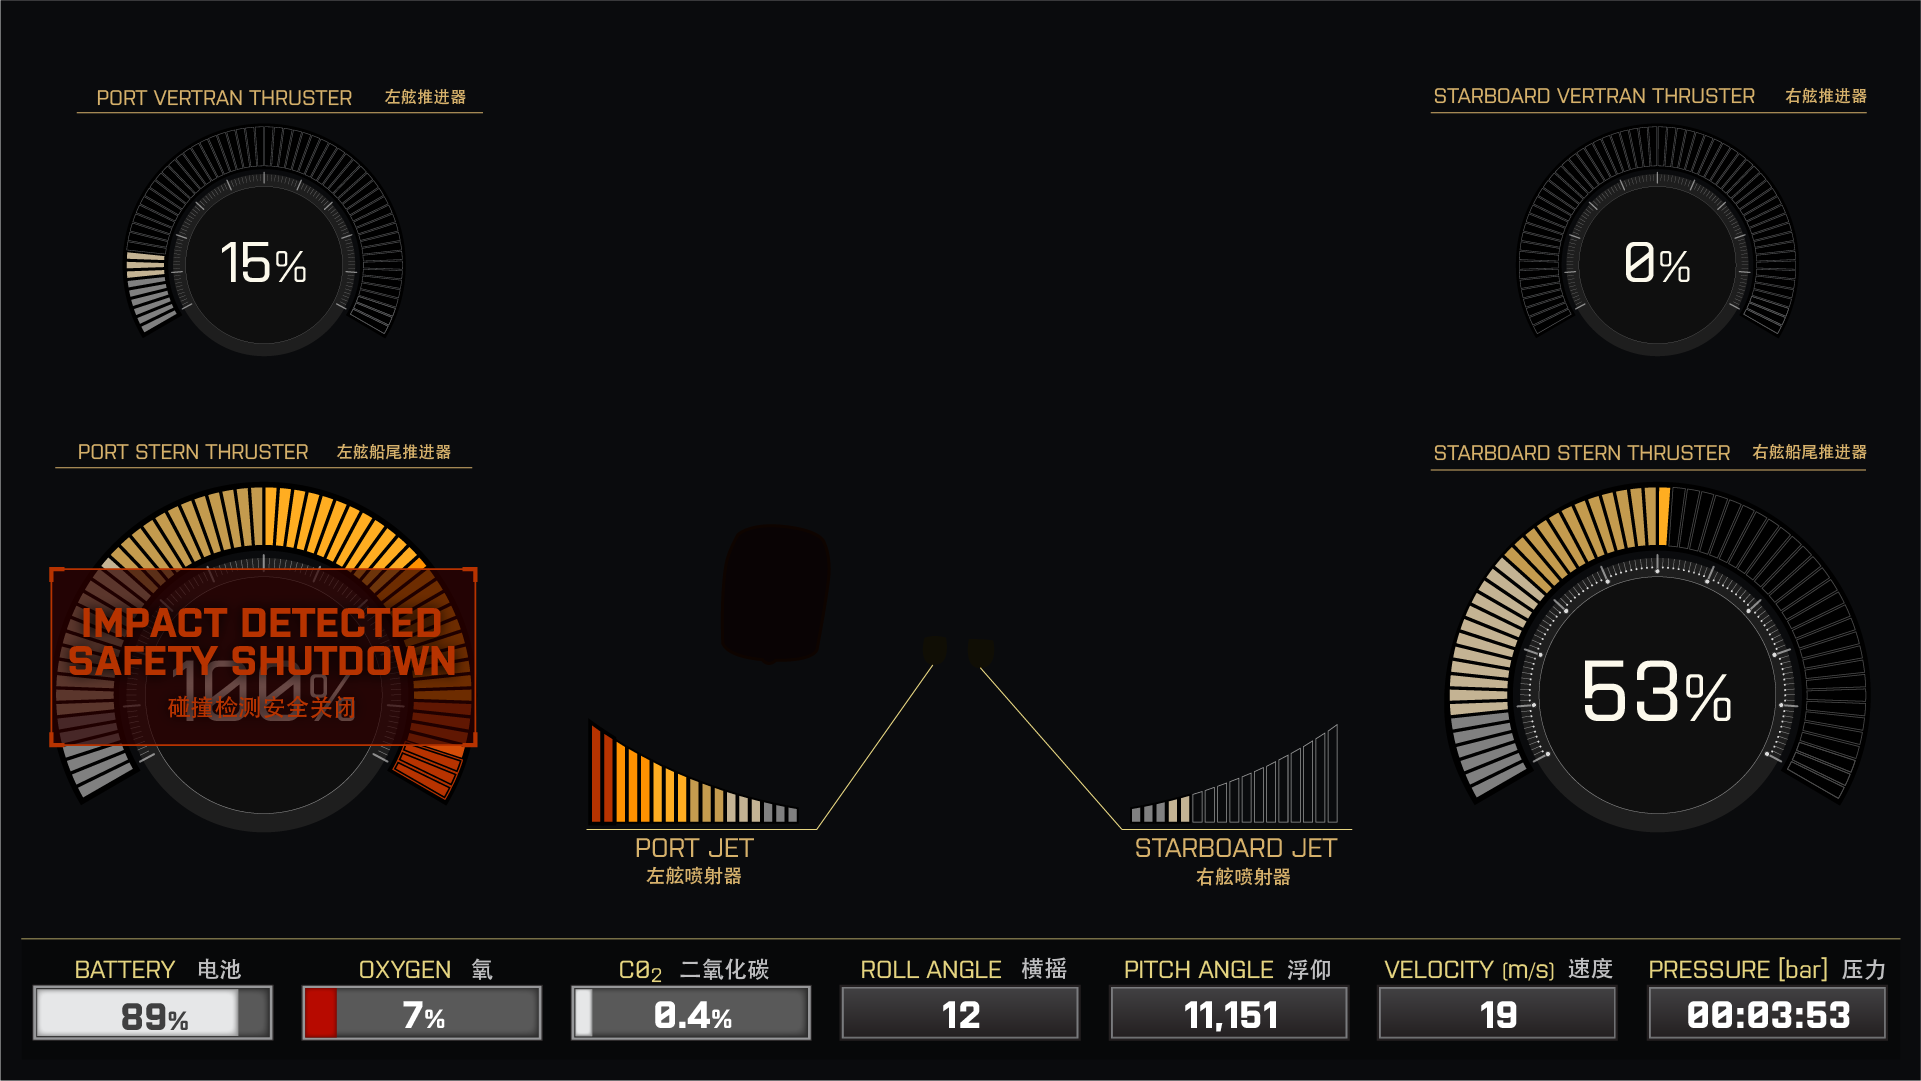 PORT VERTRAN THRUSTER 左舷推进器
STARBOARD VERTRAN THRUSTER 右舷推进器
15%
0%
PORT STERN THRUSTER 左舷船尾推进器
STARBOARD STERN THRUSTER 右舷船尾推进器
IMPACT DETECTED
SAFETY SHUTDOWN
100%
碰撞检测安全关闭
53%
PORT JET
左舷喷射器
STARBOARD JET
右舷喷射器
BATTERY 电池
89%
OXYGEN 氧
7%
C0₂ 二氧化碳
0.4%
ROLL ANGLE 横摇
12
PITCH ANGLE 浮仰
11,151
VELOCITY (m/s) 速度
19
PRESSURE [bar] 压力
00:03:53